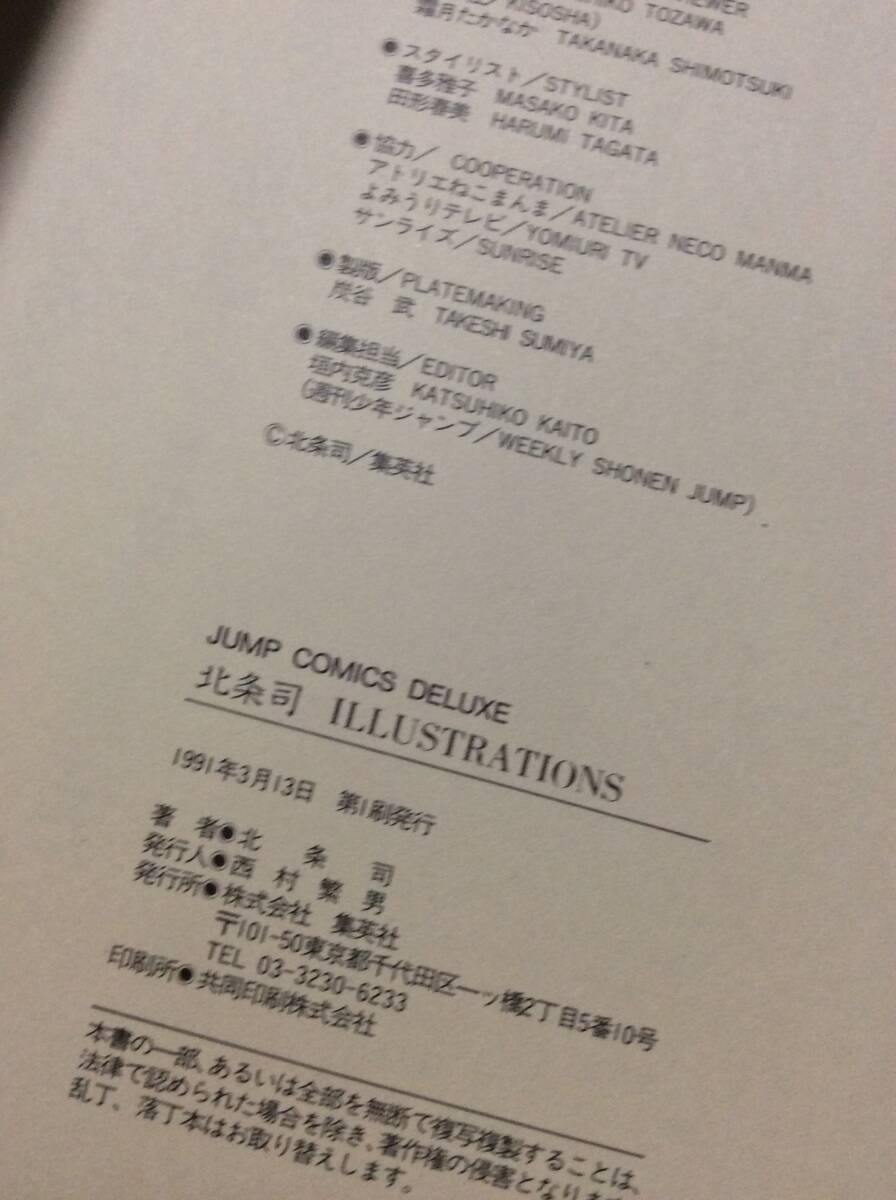 EWER
TOZAWA
KISOSHA)
霜月たかなか TAKANAKA SHIMOTSUKI
●スタイリスト/STYLIST
喜多雅子 MASAKO KITA
田形春美 HARUMI TAGATA
●協力/COOPERATION
アトリエねこまんま/ATELIER NECO MANMA
よみうりテレビ/YOMIURI TV
サンライズ/SUNRISE
●製版/PLATEMAKING
炭谷 武 TAKESHI SUMIYA
●編集担当/EDITOR
垣内克彦 KATSUHIKO KAITO
(週刊少年ジャンプ/WEEKLY SHONEN JUMP)
©北条司/集英社
JUMP COMICS DELUXE
北条司 ILLUSTRATIONS
1991年3月13日 第1刷発行
著 者●北 条 司
発行人●西 村 繁 男
発行所●株式会社 集英社
〒101-50東京都千代田区一ッ橋2丁目5番10号
TEL 03-3230-6233
印刷所●共同印刷株式会社
本書の一部、あるいは全部を無断で複写複製することは、
法律で認められた場合を除き、著作権の侵害となります
乱丁、落丁本はお取り替えします。